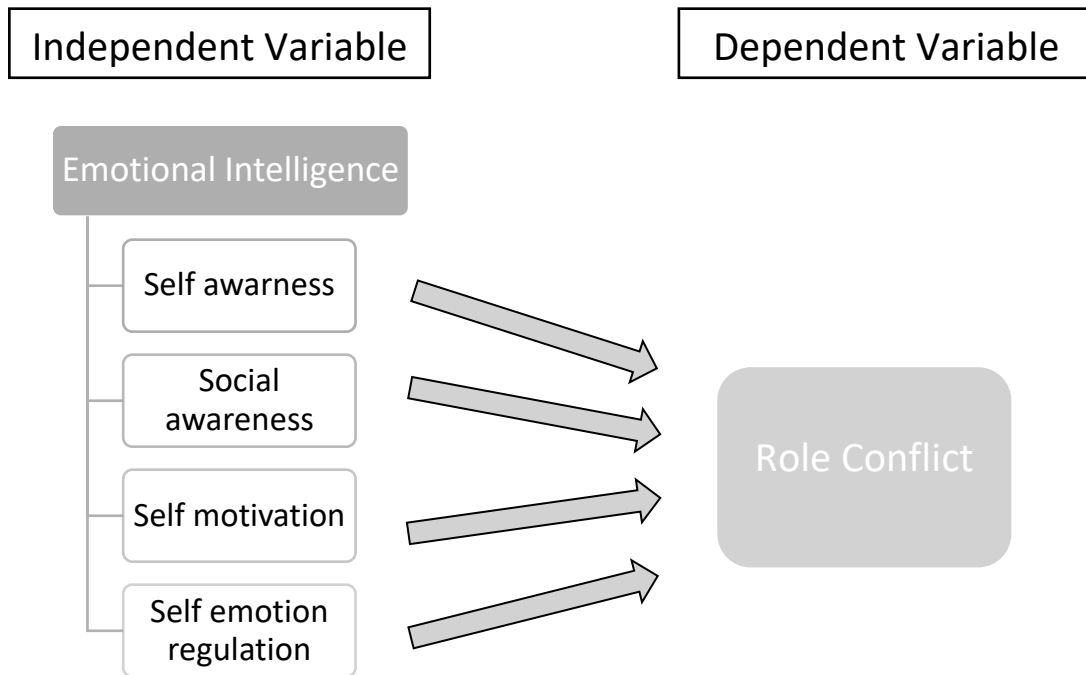 Independent Variable
Dependent Variable
Emotional Intelligence
Self awarness
Social
awareness
Self motivation
Self emotion
regulation
Role Conflict